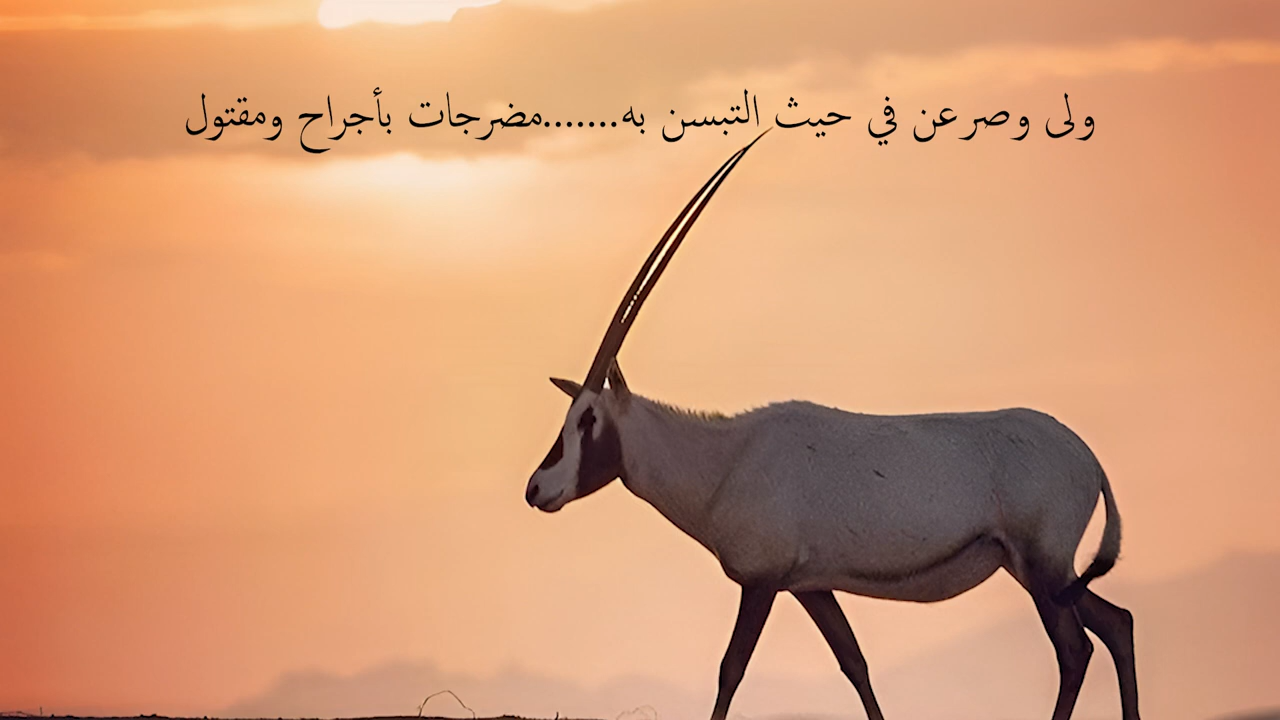 ولى وصرعن في حيث التبسن به.......مضرجات بأجراح ومقتول